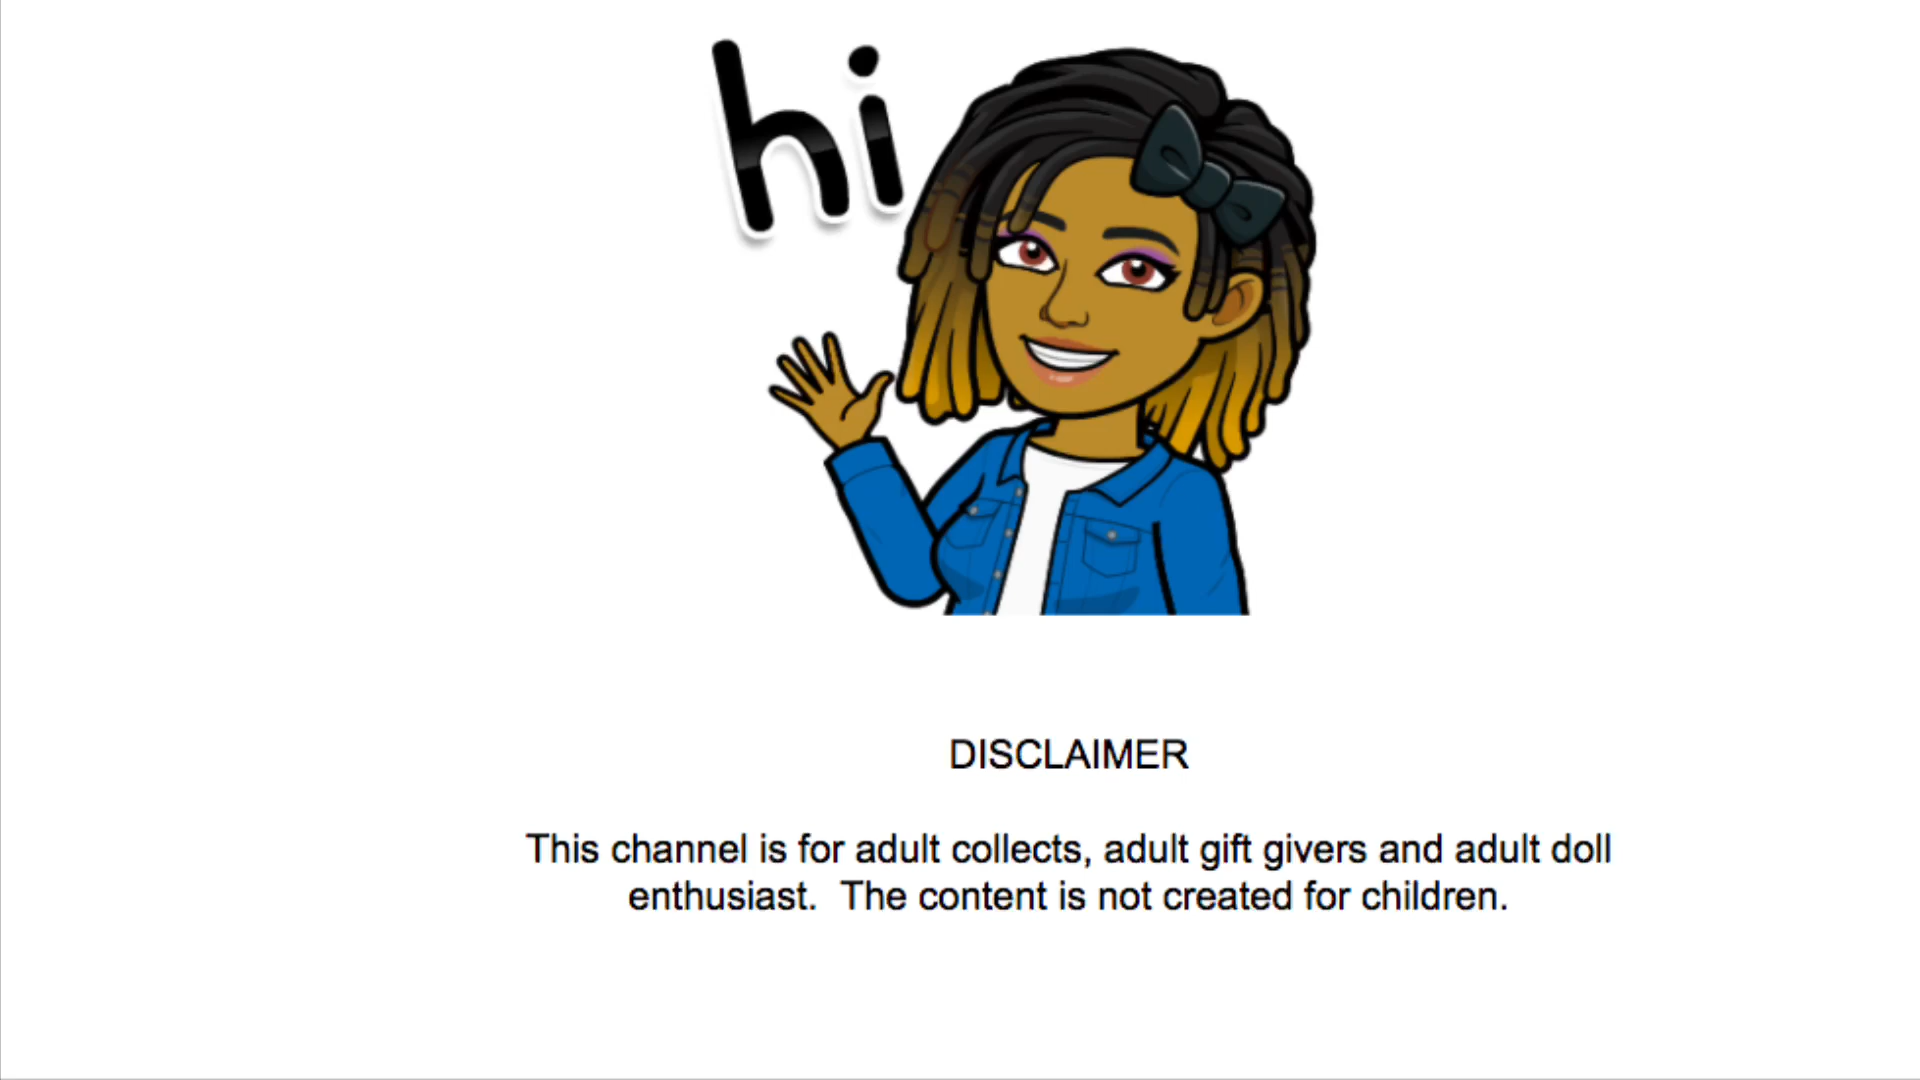 hi
DISCLAIMER
This channel is for adult collects, adult gift givers and adult doll
enthusiast.  The content is not created for children.